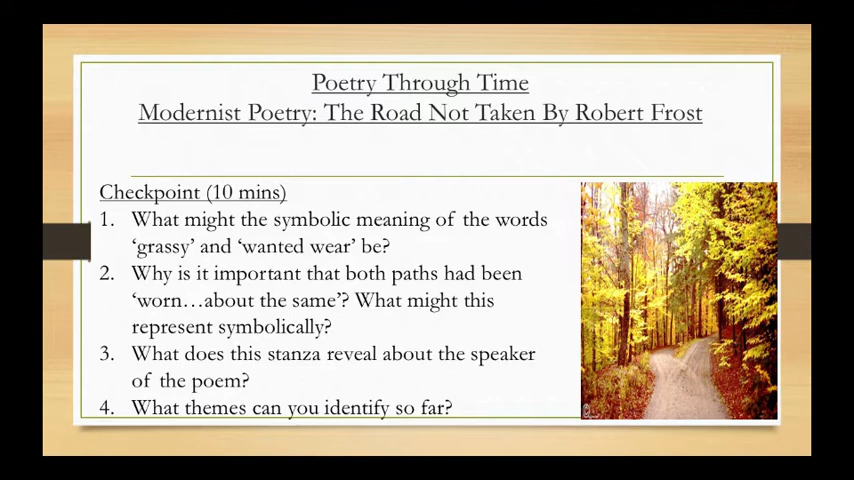 Poetry Through Time
Modernist Poetry: The Road Not Taken By Robert Frost
Checkpoint (10 mins)
1. What might the symbolic meaning of the words
‘grassy’ and ‘wanted wear’ be?
2. Why is it important that both paths had been
‘worn…about the same’? What might this
represent symbolically?
3. What does this stanza reveal about the speaker
of the poem?
4. What themes can you identify so far?